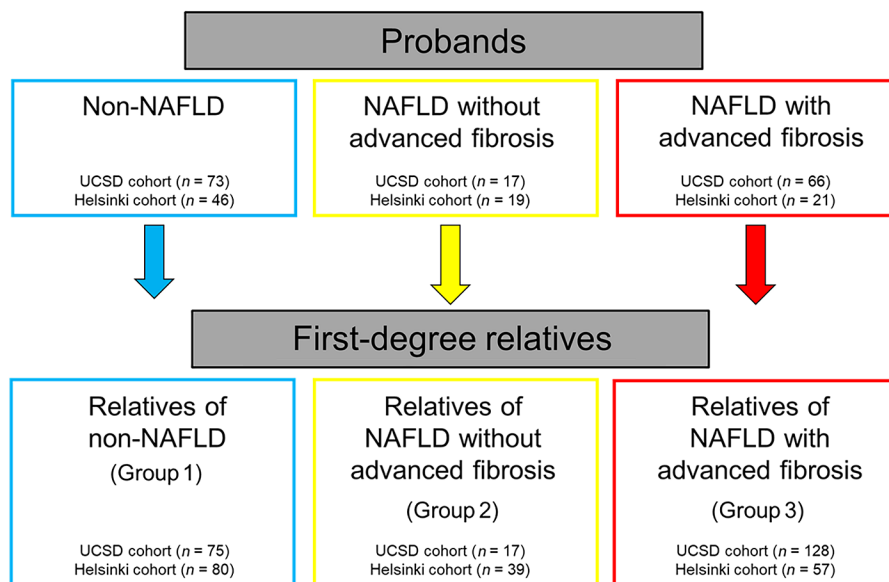 Probands
Non-NAFLD
UCSD cohort (n = 73)
Helsinki cohort (n = 46)
NAFLD without
advanced fibrosis
UCSD cohort (n = 17)
Helsinki cohort (n = 19)
NAFLD with
advanced fibrosis
UCSD cohort (n = 66)
Helsinki cohort (n = 21)
First-degree relatives
Relatives of
non-NAFLD
(Group 1)
UCSD cohort (n = 75)
Helsinki cohort (n = 80)
Relatives of
NAFLD without
advanced fibrosis
(Group 2)
UCSD cohort (n = 17)
Helsinki cohort (n = 39)
Relatives of
NAFLD with
advanced fibrosis
(Group 3)
UCSD cohort (n = 128)
Helsinki cohort (n = 57)